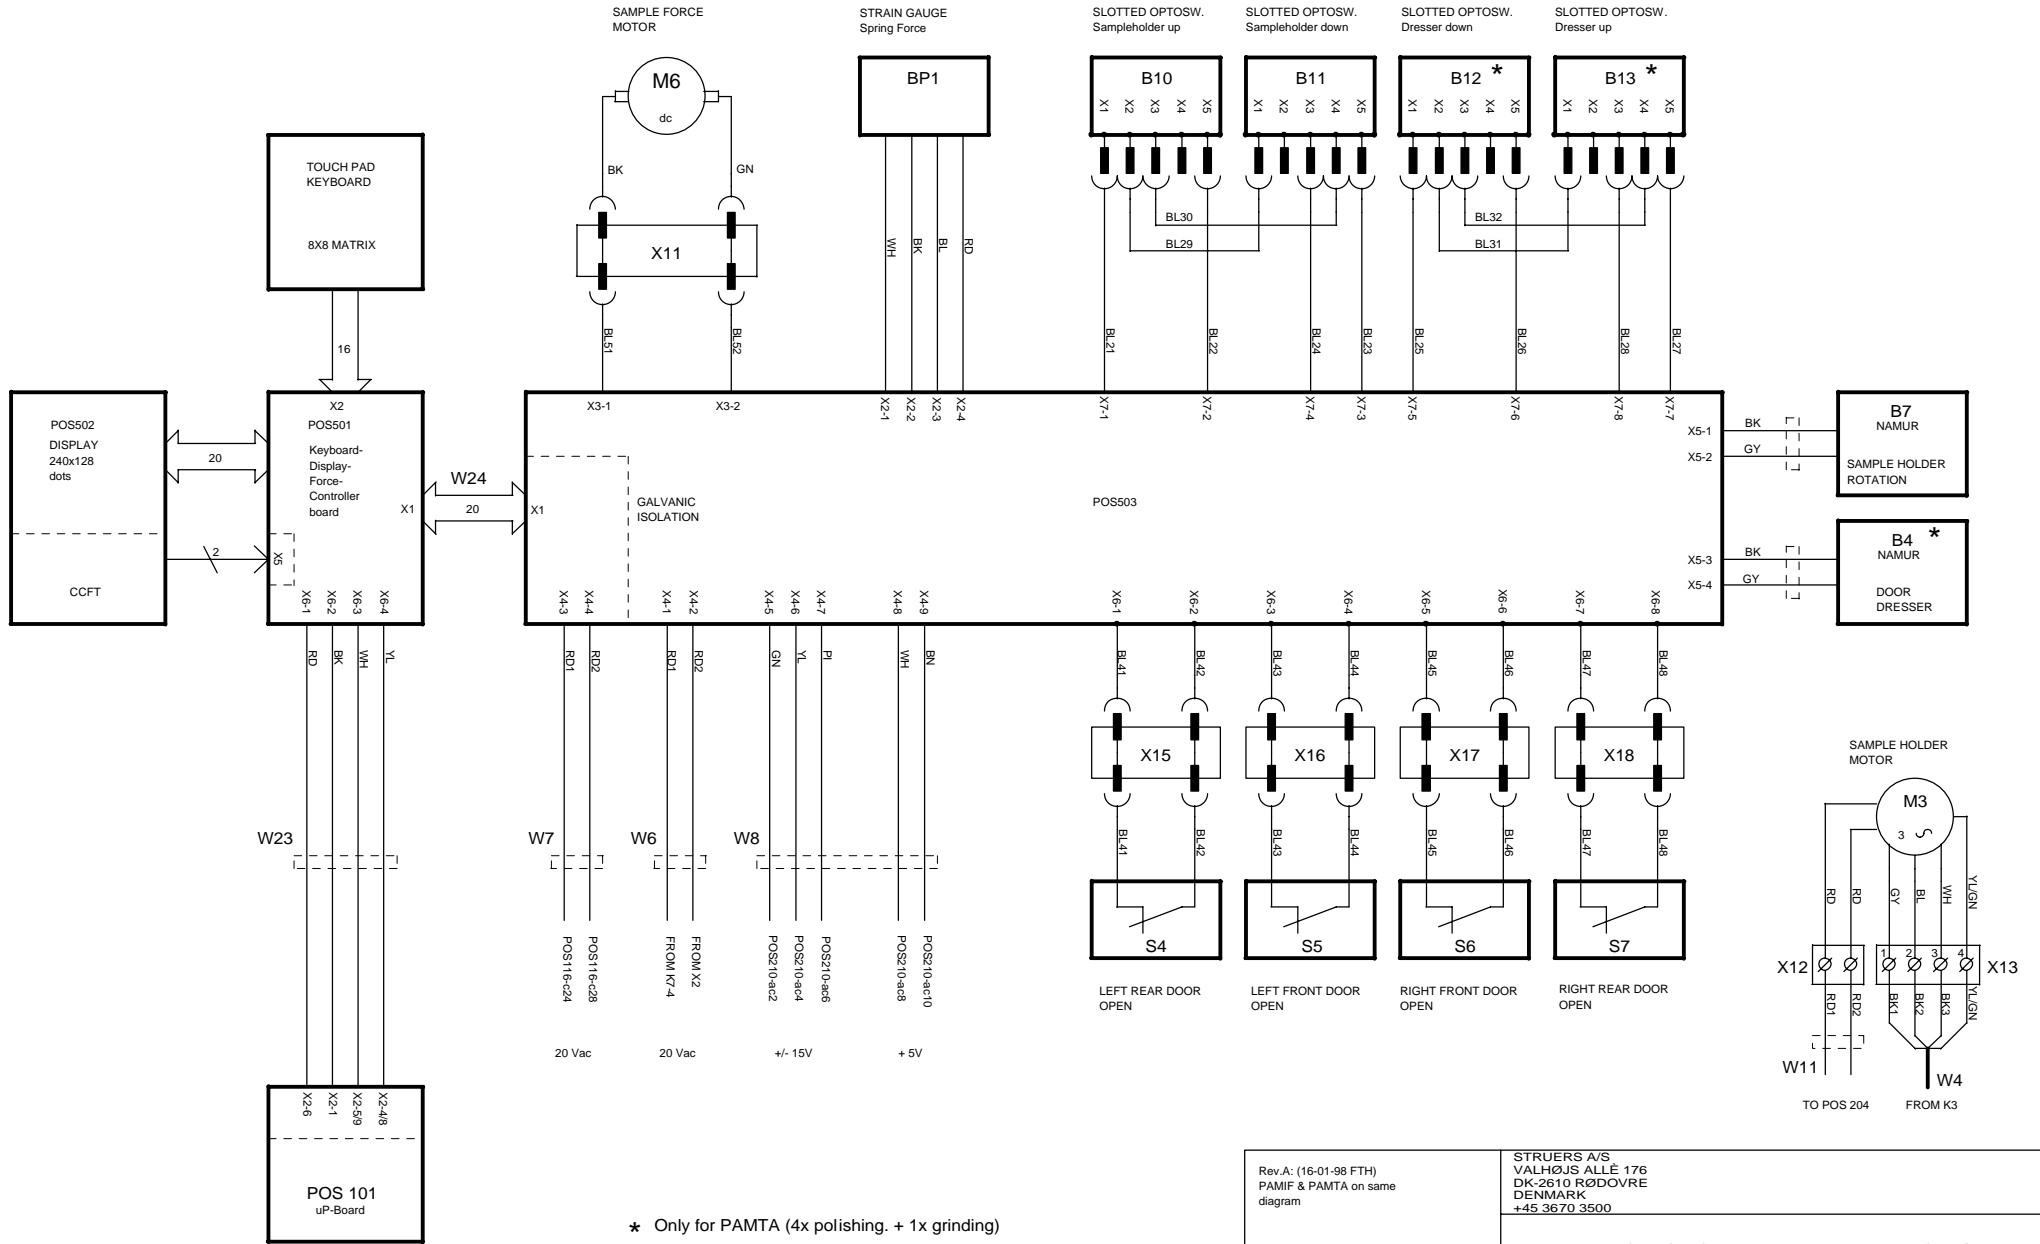 SAMPLE FORCE
MOTOR
M6
dc
BK
GN
X11
BL51
BL52
STRAIN GAUGE
Spring Force
BP1
WH
BK
BL
RD
SLOTTED OPTOSW.
Sampleholder up
B10
X1 X2 X3 X4 X5
SLOTTED OPTOSW.
Sampleholder down
B11
X1 X2 X3 X4 X5
SLOTTED OPTOSW.
Dresser down
B12 *
X1 X2 X3 X4 X5
SLOTTED OPTOSW.
Dresser up
B13 *
X1 X2 X3 X4 X5
BL30
BL29
BL32
BL31
BL21
BL22
BL24
BL23
BL25
BL26
BL28
BL27
TOUCH PAD
KEYBOARD
8X8 MATRIX
16
POS502
DISPLAY
240x128
dots
CCFT
20
2
X2
POS501
Keyboard-
Display-
Force-
Controller
board
X1
X5
X6-1 X6-2 X6-3 X6-4
W24
20
X1
GALVANIC
ISOLATION
POS503
X3-1
X3-2
X2-1 X2-2 X2-3 X2-4
X7-1 X7-2 X7-4 X7-3 X7-5 X7-6 X7-8 X7-7
X5-1
X5-2
X5-3
X5-4
BK
GY
BK
GY
B7
NAMUR
SAMPLE HOLDER
ROTATION
B4 *
NAMUR
DOOR
DRESSER
X4-3 X4-4 X4-1 X4-2 X4-5 X4-6 X4-7 X4-8 X4-9
X6-1 X6-2 X6-3 X6-4 X6-5 X6-6 X6-7 X6-8
RD BK WH YL
RD1 RD2 RD1 RD2 GN YL PI WH BN
BL41 BL42 BL43 BL44 BL45 BL46 BL47 BL48
X15
X16
X17
X18
BL41 BL42 BL43 BL44 BL45 BL46 BL47 BL48
W23
W7
W6
W8
POS116-c24
POS116-c28
FROM K7-4
FROM X2
POS210-ac2
POS210-ac4
POS210-ac6
POS210-ac8
POS210-ac10
20 Vac
20 Vac
+/- 15V
+ 5V
S4
S5
S6
S7
LEFT REAR DOOR
OPEN
LEFT FRONT DOOR
OPEN
RIGHT FRONT DOOR
OPEN
RIGHT REAR DOOR
OPEN
SAMPLE HOLDER
MOTOR
M3
3
RD RD GY BL WH YL/GN
X12
1 2 3 4
X13
RD1 RD2 BK1 BK2 BK3 YL/GN
W11
W4
TO POS 204
FROM K3
X2-6 X2-1 X2-5/9 X2-4/8
POS 101
uP-Board
* Only for PAMTA (4x polishing. + 1x grinding)
Rev.A: (16-01-98 FTH)
PAMIF & PAMTA on same
diagram
STRUERS A/S
VALHØJS ALLÈ 176
DK-2610 RØDOVRE
DENMARK
+45 3670 3500